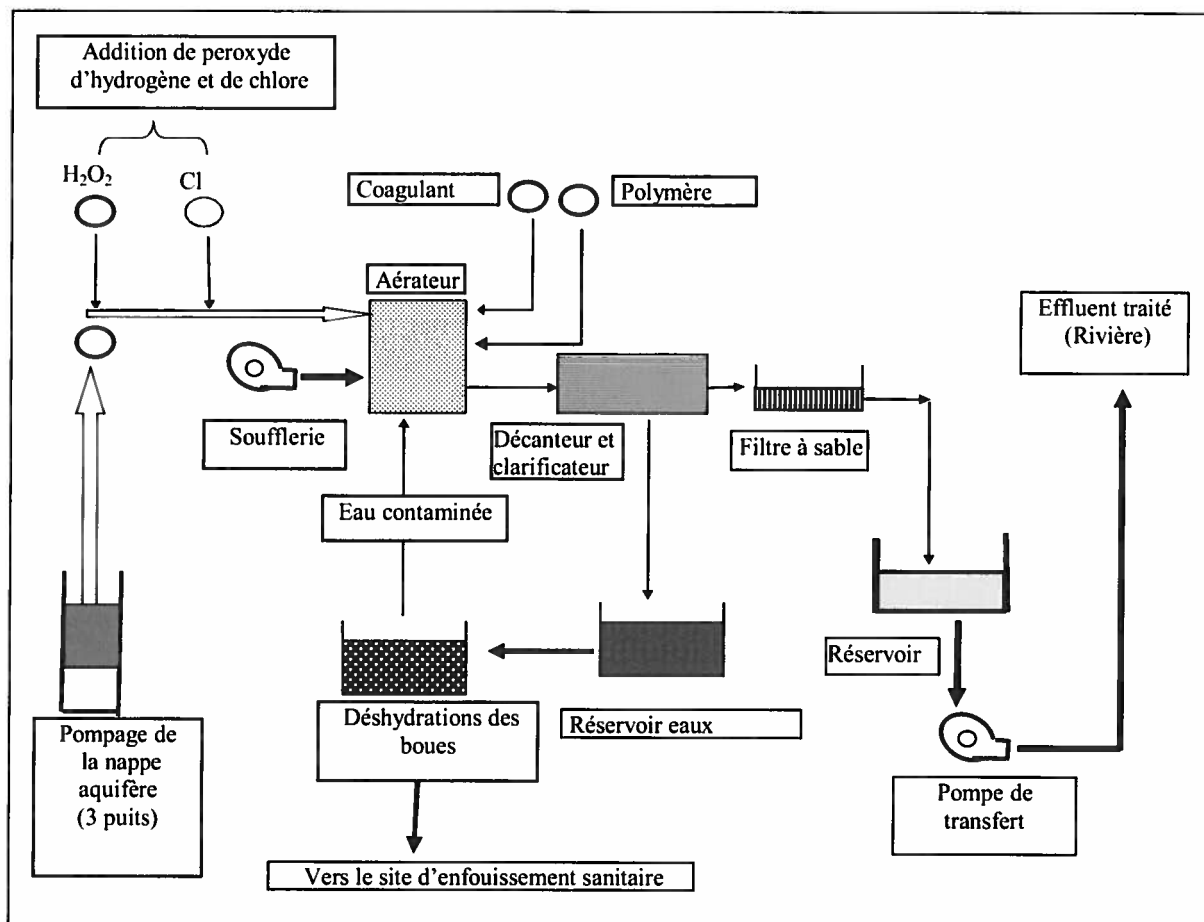 Addition de peroxyde
d'hydrogène et de chlore
H₂O₂
Cl
Coagulant
Polymère
Aérateur
Effluent traité
(Rivière)
Soufflerie
Décanteur et
clarificateur
Filtre à sable
Eau contaminée
Réservoir
Pompage de
la nappe
aquifère
(3 puits)
Déshydrations des
boues
Réservoir eaux
Pompe de
transfert
Vers le site d'enfouissement sanitaire